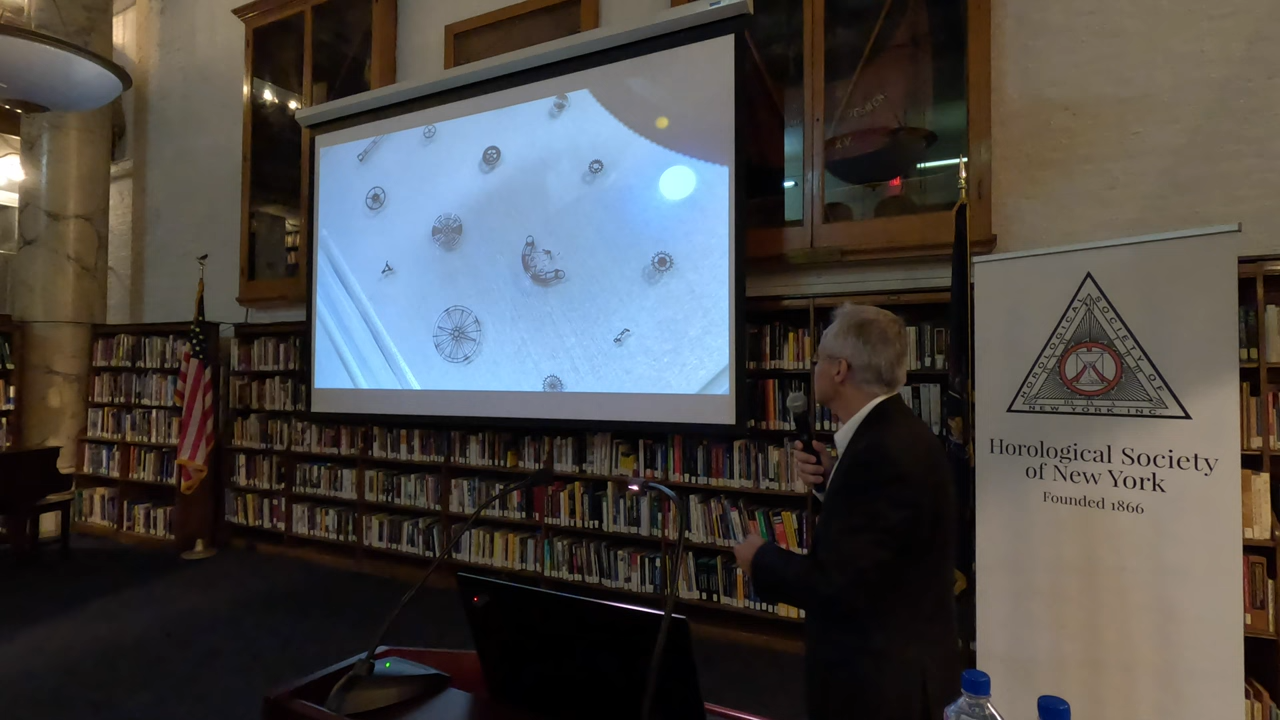 HOROLOGICAL SOCIETY OF
NEW YORK INC.
Horological Society
of New York
Founded 1866